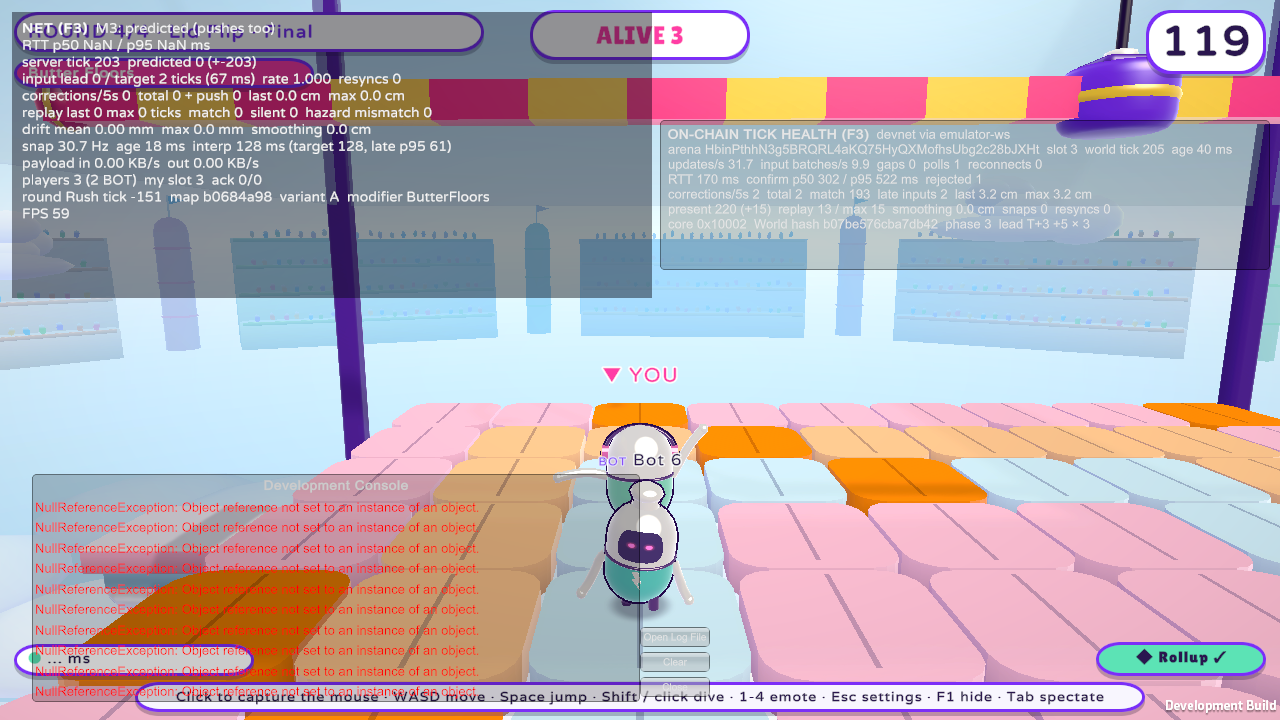 NET (F3) M3: predicted (pushes too)
RTT p50 NaN / p95 NaN ms
server tick 203 predicted 0 (+-203)
Butter Floors
input lead 0 / target 2 ticks (67 ms) rate 1.000 resyncs 0
corrections/5s 0 total 0 + push 0 last 0.0 cm max 0.0 cm
replay last 0 max 0 ticks match 0 silent 0 hazard mismatch 0
drift mean 0.00 mm max 0.0 mm smoothing 0.0 cm
snap 30.7 Hz age 18 ms interp 128 ms (target 128, late p95 61)
payload in 0.00 KB/s out 0.00 KB/s
players 3 (2 BOT) my slot 3 ack 0/0
round Rush tick -151 map b0684a98 variant A modifier ButterFloors
FPS 59
ALIVE 3
119
ON-CHAIN TICK HEALTH (F3) devnet via emulator-ws
arena HbinPthhN3g5BRQRL4aKQ75HyQXMofhsUbg2c28bJXHt slot 3 world tick 205 age 40 ms
updates/s 31.7 input batches/s 9.9 gaps 0 polls 1 reconnects 0
RTT 170 ms confirm p50 302 / p95 522 ms rejected 1
corrections/5s 2 total 2 match 193 late inputs 2 last 3.2 cm max 3.2 cm
present 220 (+15) replay 13 / max 15 smoothing 0.0 cm snaps 0 resyncs 0
core 0x10002 World hash b07be576cba7db42 phase 3 lead T+3 +5 × 3
▼ YOU
BOT Bot 6
Development Console
NullReferenceException: Object reference not set to an instance of an object.
NullReferenceException: Object reference not set to an instance of an object.
NullReferenceException: Object reference not set to an instance of an object.
NullReferenceException: Object reference not set to an instance of an object.
NullReferenceException: Object reference not set to an instance of an object.
NullReferenceException: Object reference not set to an instance of an object.
NullReferenceException: Object reference not set to an instance of an object.
NullReferenceException: Object reference not set to an instance of an object.
NullReferenceException: Object reference not set to an instance of an object.
NullReferenceException: Object reference not set to an instance of an object.
Open Log File
Clear
... ms
◆ Rollup ✓
Click to capture the mouse · WASD move · Space jump · Shift / click dive · 1-4 emote · Esc settings · F1 hide · Tab spectate
Development Build